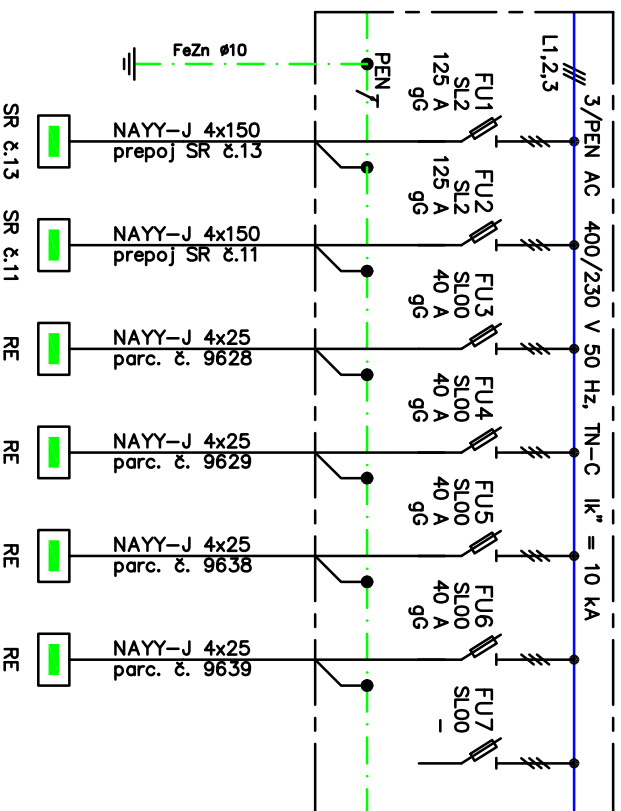 3/PEN AC 400/230 V 50 Hz, TN-C Ik" = 10 kA
L1,2,3
PEN
FeZn ø10
FU1
SL2
125 A
gG
FU2
SL2
125 A
gG
FU3
SL00
40 A
gG
FU4
SL00
40 A
gG
FU5
SL00
40 A
gG
FU6
SL00
40 A
gG
FU7
SL00
-
NAYY-J 4x150
prepoj SR č.13
NAYY-J 4x150
prepoj SR č.11
NAYY-J 4x25
parc. č. 9628
NAYY-J 4x25
parc. č. 9629
NAYY-J 4x25
parc. č. 9638
NAYY-J 4x25
parc. č. 9639
SR č.13
SR č.11
RE
RE
RE
RE